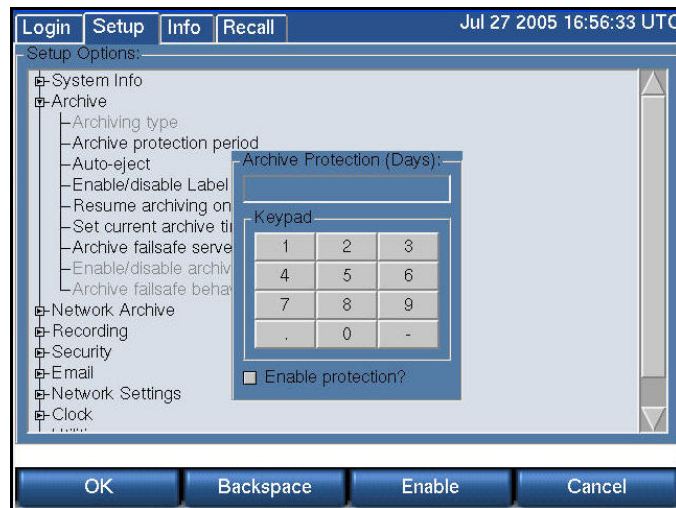 Login Setup Info Recall Jul 27 2005 16:56:33 UTC
Setup Options:
System Info
Archive
Archiving type
Archive protection period
Auto-eject
Enable/disable Label
Resume archiving on
Set current archive
Archive failsafe serve
Enable/disable archiv
Archive failsafe beha
Network Archive
Recording
Security
Email
Network Settings
Clock
Archive Protection (Days):
Keypad
1 2 3
4 5 6
7 8 9
. 0 -
Enable protection?
OK Backspace Enable Cancel